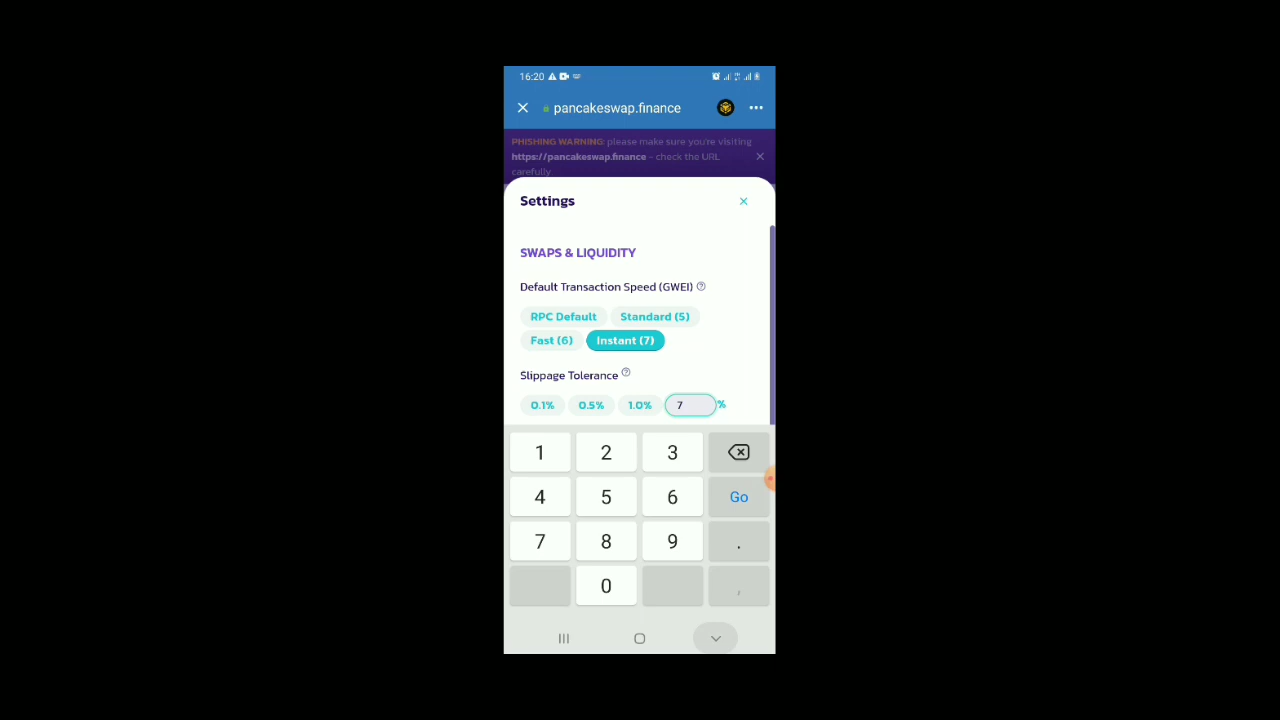 16:20
pancakeswap.finance
PHISHING WARNING: please make sure you're visiting
https://pancakeswap.finance - check the URL
carefully
Settings
SWAPS & LIQUIDITY
Default Transaction Speed (GWEI)
RPC Default Standard (5)
Fast (6) Instant (7)
Slippage Tolerance
0.1% 0.5% 1.0% 7 %
1 2 3
4 5 6 Go
7 8 9 .
0 ,